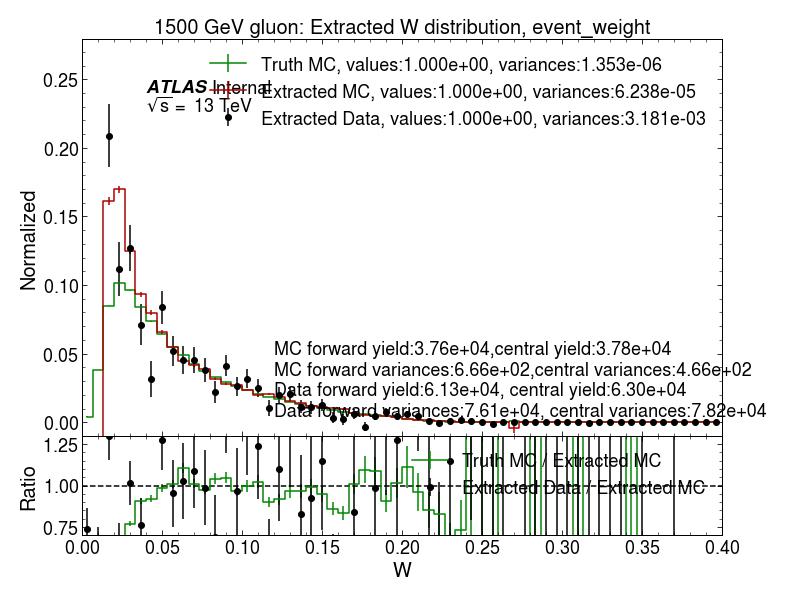 1500 GeV gluon: Extracted W distribution, event_weight
Truth MC, values:1.000e+00, variances:1.353e-06
ATLAS Internal
Extracted MC, values:1.000e+00, variances:6.238e-05
√s = 13 TeV
Extracted Data, values:1.000e+00, variances:3.181e-03
0.25
0.20
0.15
0.10
0.05
0.00
Normalized
MC forward yield:3.76e+04,central yield:3.78e+04
MC forward variances:6.66e+02,central variances:4.66e+02
Data forward yield:6.13e+04, central yield:6.30e+04
Data forward variances:7.61e+04, central variances:7.82e+04
1.25
1.00
0.75
Ratio
Truth MC / Extracted MC
Extracted Data / Extracted MC
0.00 0.05 0.10 0.15 0.20 0.25 0.30 0.35 0.40
W